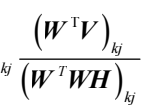 kj (W^T V)_kj / (W^T WH)_kj